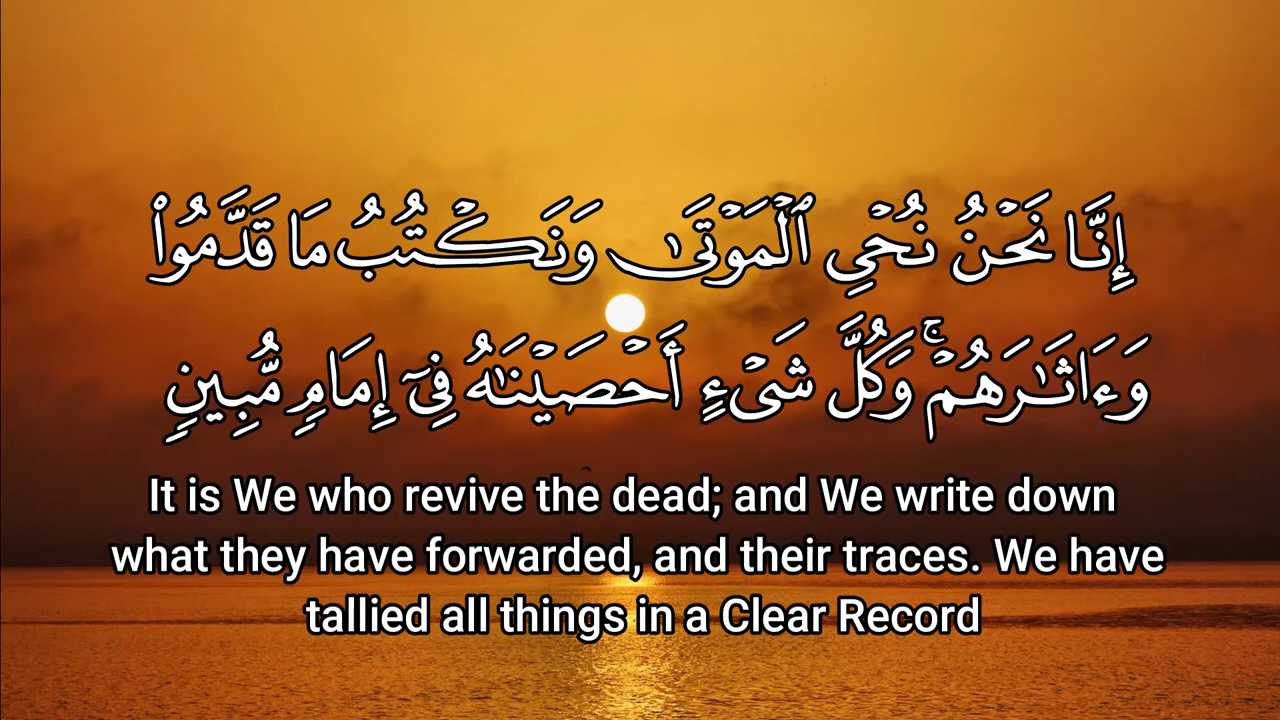 إِنَّا نَحْنُ نُحْيِ ٱلْمَوْتَىٰ وَنَكْتُبُ مَا قَدَّمُوا۟
وَءَاثَـٰرَهُمْ ۚ وَكُلَّ شَىْءٍ أَحْصَيْنَـٰهُ فِىٓ إِمَامٍ مُّبِينٍ
It is We who revive the dead; and We write down
what they have forwarded, and their traces. We have
tallied all things in a Clear Record